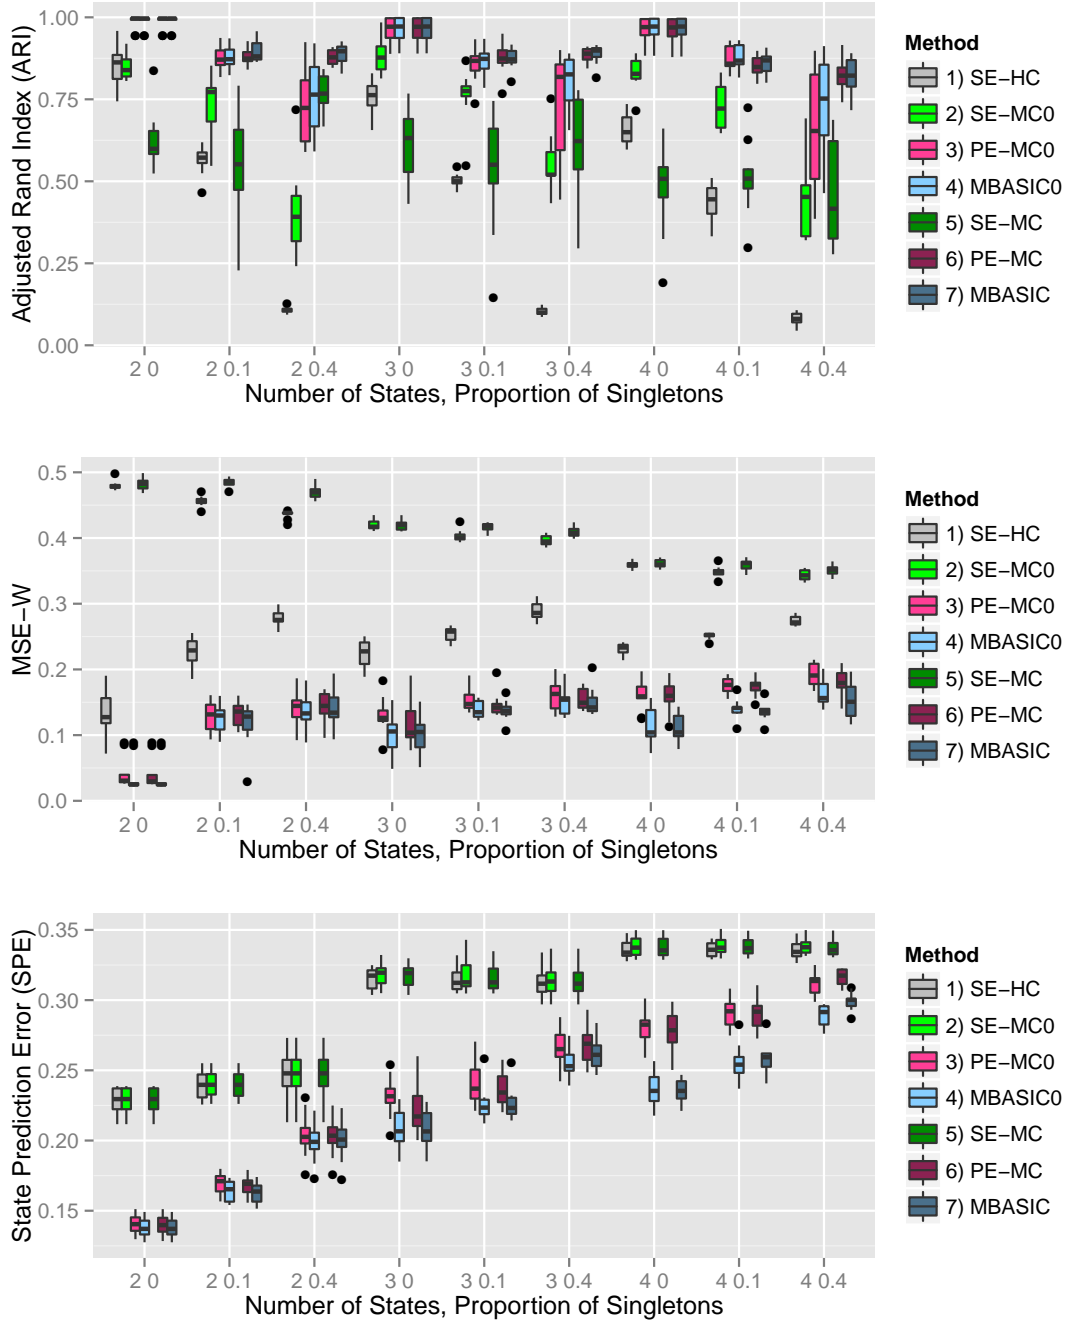 Adjusted Rand Index (ARI)
1.00
0.75
0.50
0.25
0.00
2 0
2 0.1
2 0.4
3 0
3 0.1
3 0.4
4 0
4 0.1
4 0.4
Number of States, Proportion of Singletons
Method
1) SE−HC
2) SE−MC0
3) PE−MC0
4) MBASIC0
5) SE−MC
6) PE−MC
7) MBASIC
MSE−W
0.5
0.4
0.3
0.2
0.1
0.0
2 0
2 0.1
2 0.4
3 0
3 0.1
3 0.4
4 0
4 0.1
4 0.4
Number of States, Proportion of Singletons
Method
1) SE−HC
2) SE−MC0
3) PE−MC0
4) MBASIC0
5) SE−MC
6) PE−MC
7) MBASIC
State Prediction Error (SPE)
0.35
0.30
0.25
0.20
0.15
2 0
2 0.1
2 0.4
3 0
3 0.1
3 0.4
4 0
4 0.1
4 0.4
Number of States, Proportion of Singletons
Method
1) SE−HC
2) SE−MC0
3) PE−MC0
4) MBASIC0
5) SE−MC
6) PE−MC
7) MBASIC